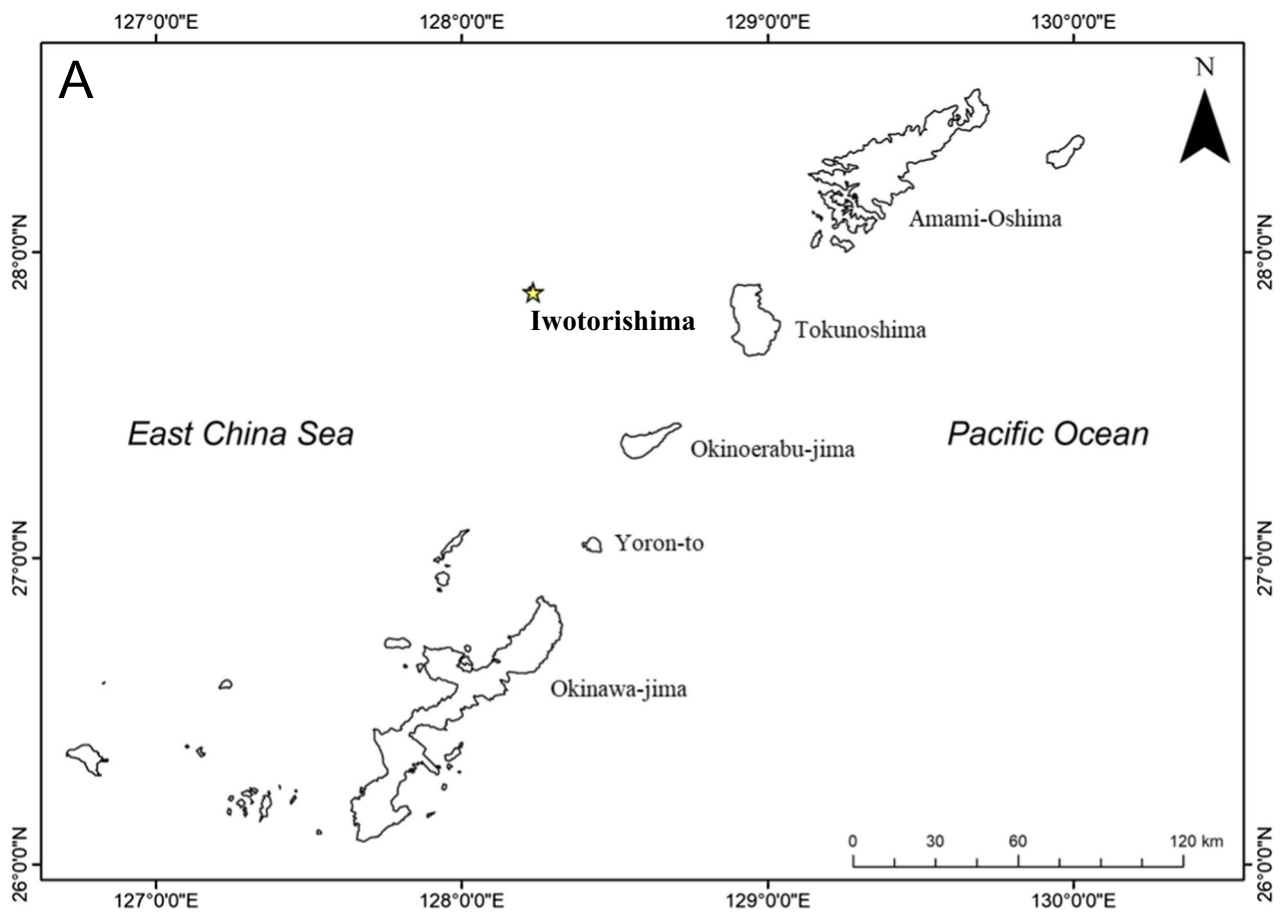 127°0'0"E 128°0'0"E 129°0'0"E 130°0'0"E
A
N
Amami-Oshima
28°0'0"N
28°0'0"N
Iwotorishima
Tokunoshima
East China Sea
Pacific Ocean
Okinoerabu-jima
Yoron-to
27°0'0"N
27°0'0"N
Okinawa-jima
0 30 60 120 km
26°0'0"N
26°0'0"N
127°0'0"E 128°0'0"E 129°0'0"E 130°0'0"E